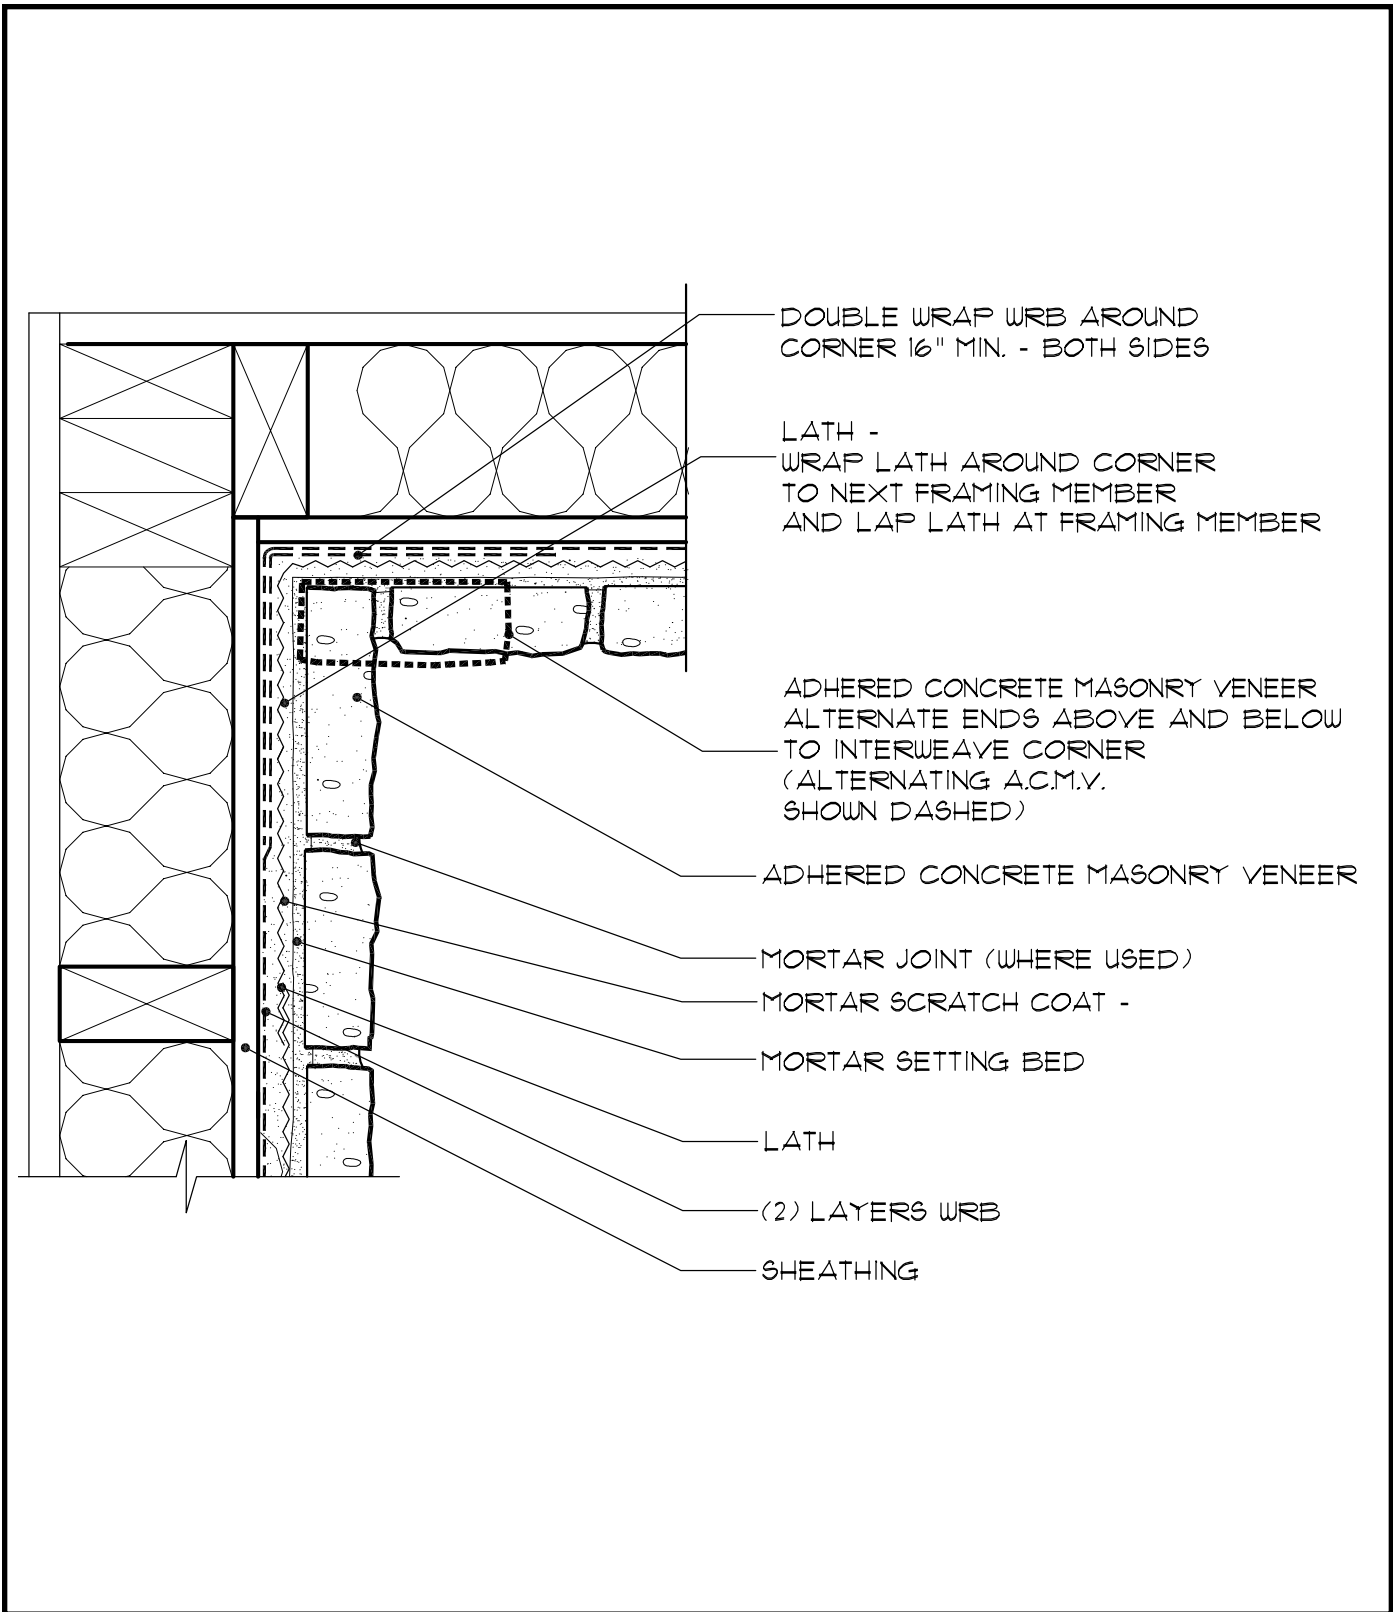 DOUBLE WRAP WRB AROUND
CORNER 16" MIN. - BOTH SIDES
LATH -
WRAP LATH AROUND CORNER
TO NEXT FRAMING MEMBER
AND LAP LATH AT FRAMING MEMBER
ADHERED CONCRETE MASONRY VENEER
ALTERNATE ENDS ABOVE AND BELOW
TO INTERWEAVE CORNER
(ALTERNATING A.C.M.V.
SHOWN DASHED)
ADHERED CONCRETE MASONRY VENEER
MORTAR JOINT (WHERE USED)
MORTAR SCRATCH COAT -
MORTAR SETTING BED
LATH
(2) LAYERS WRB
SHEATHING